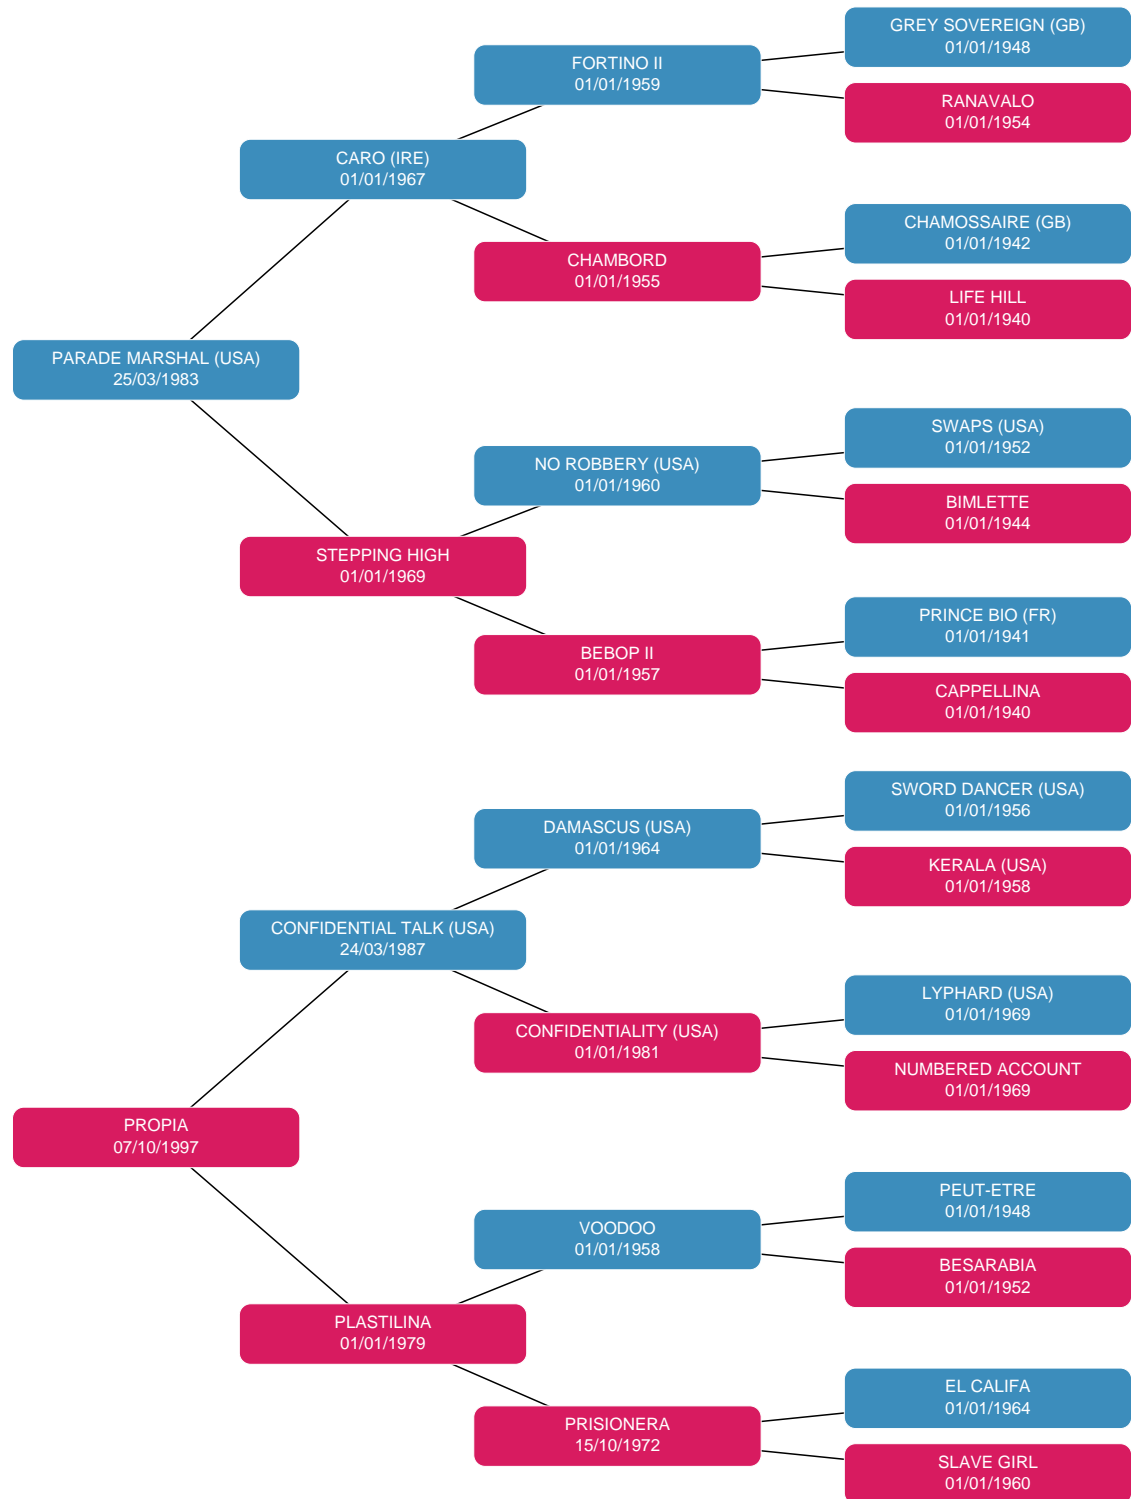 GREY SOVEREIGN (GB)
01/01/1948
FORTINO II
01/01/1959
RANAVALO
01/01/1954
CARO (IRE)
01/01/1967
CHAMOSSAIRE (GB)
01/01/1942
CHAMBORD
01/01/1955
LIFE HILL
01/01/1940
PARADE MARSHAL (USA)
25/03/1983
SWAPS (USA)
01/01/1952
NO ROBBERY (USA)
01/01/1960
BIMLETTE
01/01/1944
STEPPING HIGH
01/01/1969
PRINCE BIO (FR)
01/01/1941
BEBOP II
01/01/1957
CAPPELLINA
01/01/1940
SWORD DANCER (USA)
01/01/1956
DAMASCUS (USA)
01/01/1964
KERALA (USA)
01/01/1958
CONFIDENTIAL TALK (USA)
24/03/1987
LYPHARD (USA)
01/01/1969
CONFIDENTIALITY (USA)
01/01/1981
NUMBERED ACCOUNT
01/01/1969
PROPIA
07/10/1997
PEUT-ETRE
01/01/1948
VOODOO
01/01/1958
BESARABIA
01/01/1952
PLASTILINA
01/01/1979
EL CALIFA
01/01/1964
PRISIONERA
15/10/1972
SLAVE GIRL
01/01/1960